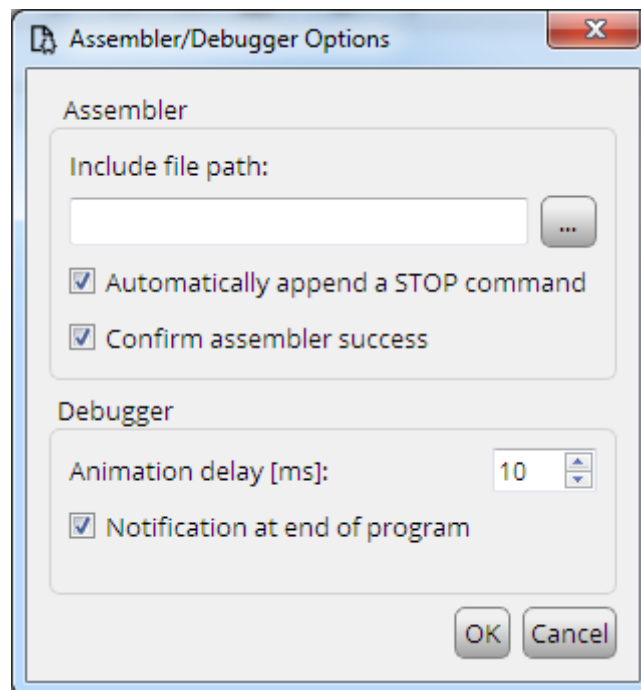 Assembler/Debugger Options
Assembler
Include file path:
...
Automatically append a STOP command
Confirm assembler success
Debugger
Animation delay [ms]: 10
Notification at end of program
OK Cancel